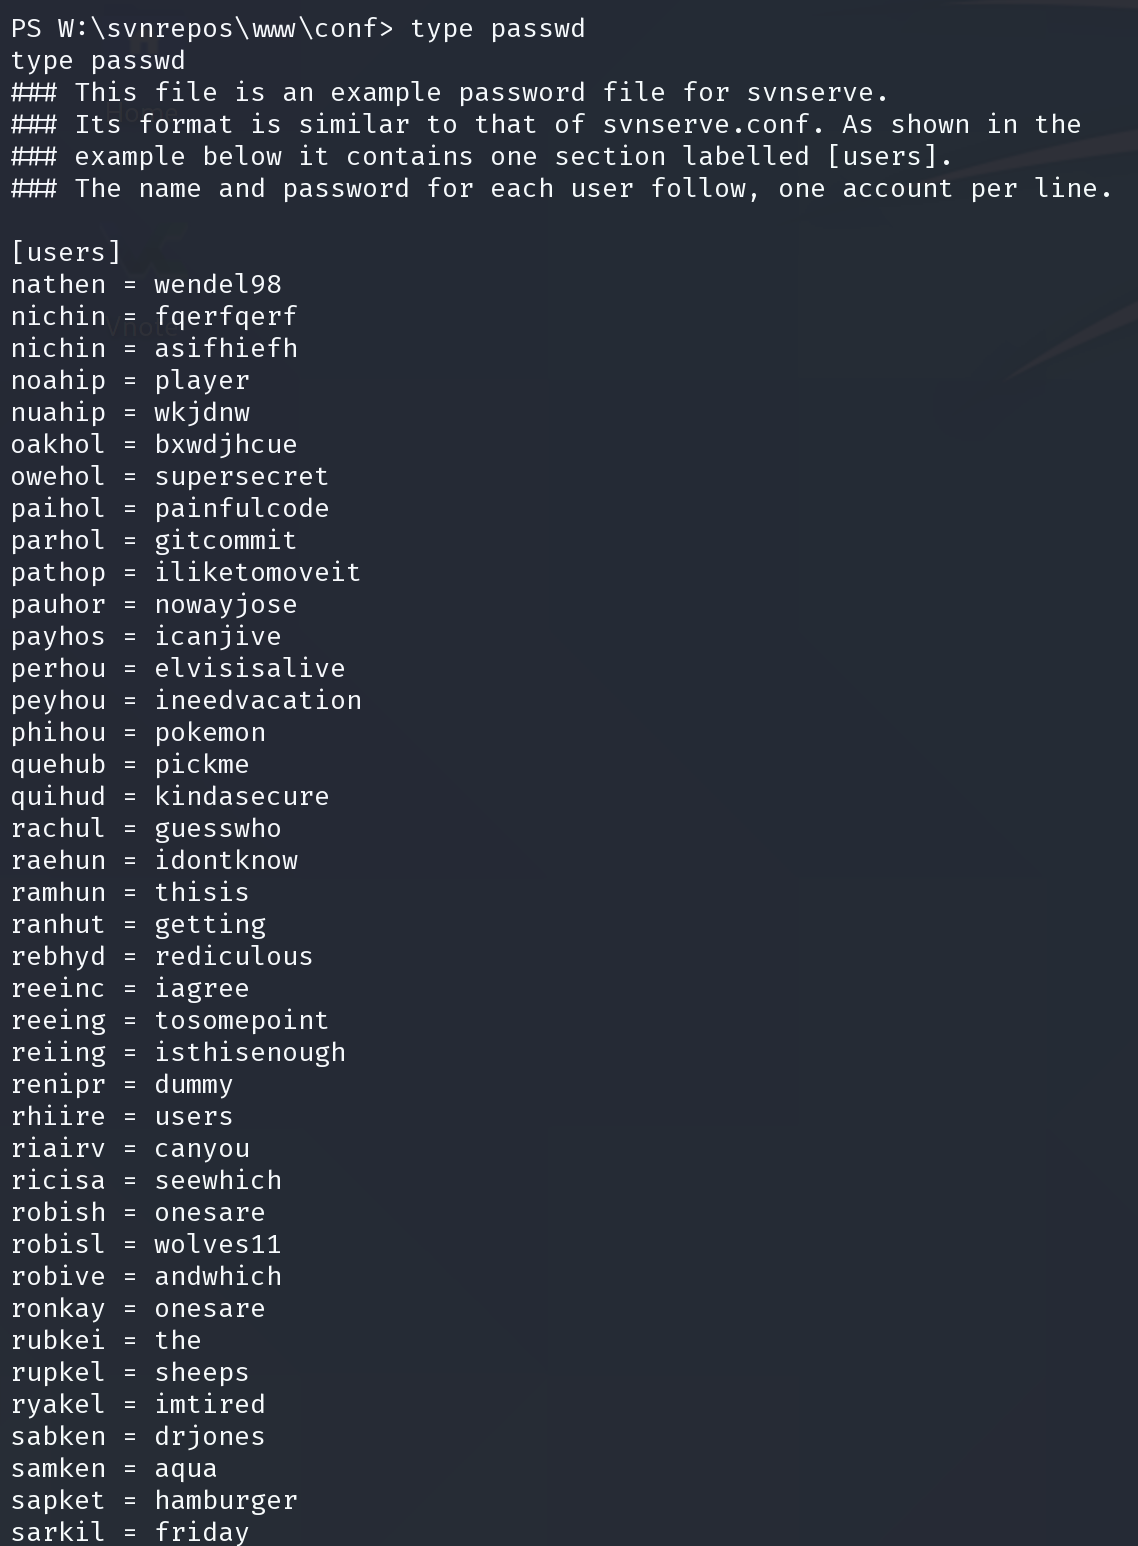 PS W:\svnrepos\www\conf> type passwd
type passwd
### This file is an example password file for svnserve.
### Its format is similar to that of svnserve.conf. As shown in the
### example below it contains one section labelled [users].
### The name and password for each user follow, one account per line.

[users]
nathen = wendel98
nichin = fqerfqerf
nichin = asifhiefh
noahip = player
nuahip = wkjdnw
oakhol = bxwdjhcue
owehol = supersecret
paihol = painfulcode
parhol = gitcommit
pathop = iliketomoveit
pauhor = nowayjose
payhos = icanjive
perhou = elvisisalive
peyhou = ineedvacation
phihou = pokemon
quehub = pickme
quihud = kindasecure
rachul = guesswho
raehun = idontknow
ramhun = thisis
ranhut = getting
rebhyd = rediculous
reeinc = iagree
reeing = tosomepoint
reiing = isthisenough
renipr = dummy
rhiire = users
riairv = canyou
ricisa = seewhich
robish = onesare
robisl = wolves11
robive = andwhich
ronkay = onesare
rubkei = the
rupkel = sheeps
ryakel = imtired
sabken = drjones
samken = aqua
sapket = hamburger
sarkil = friday